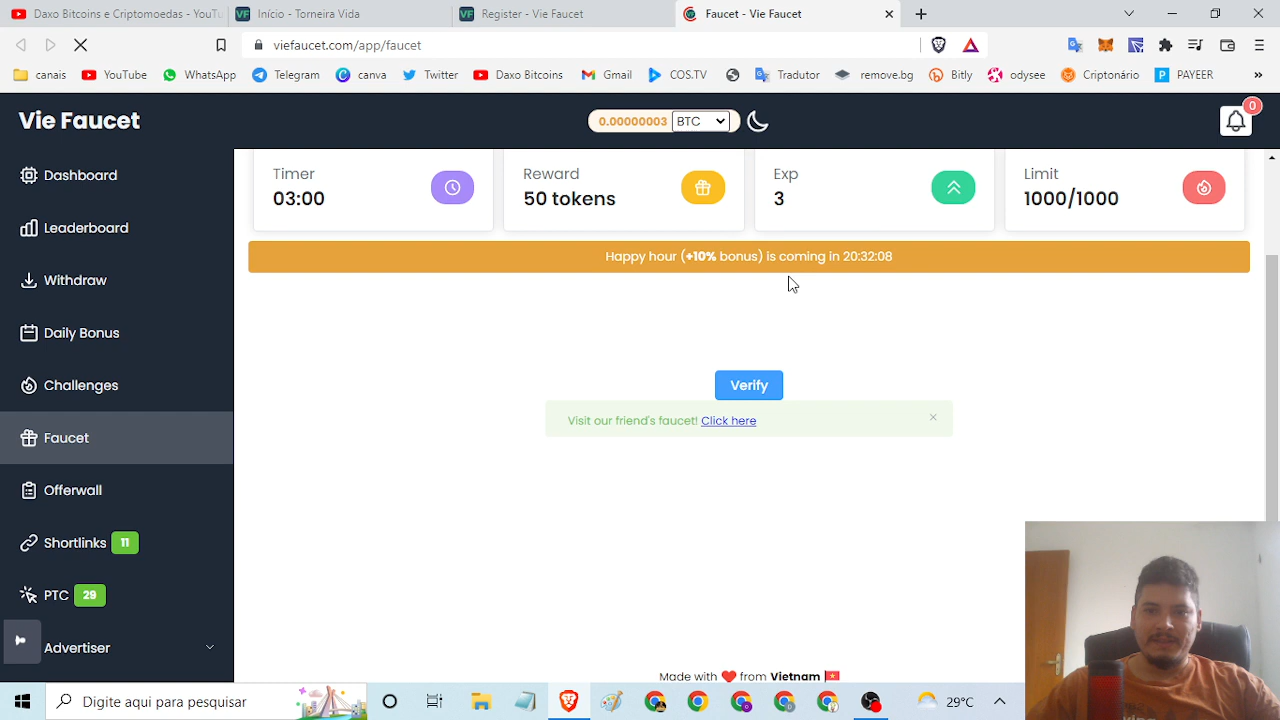 Daxo Bitcoins e Criptomoedas - YouTu
Início - Torneira Vida
Register - Vie Faucet
Faucet - Vie Faucet
viefaucet.com/app/faucet
canais
YouTube
WhatsApp
Telegram
canva
Twitter
Daxo Bitcoins
Gmail
COS.TV
Tradutor
remove.bg
Bitly
odysee
Criptonário
PAYEER
Vie Faucet
0.00000003
BTC
0
Dashboard
Leaderboard
Withdraw
Daily Bonus
Challenges
Faucet
Offerwall
Shortlinks 11
PTC 29
Advertiser
Timer
03:00
Reward
50 tokens
Exp
3
Limit
1000/1000
Happy hour (+10% bonus) is coming in 20:32:08
Verify
Visit our friend's faucet! Click here
Made with ❤ from Vietnam
Digite aqui para pesquisar
29°C